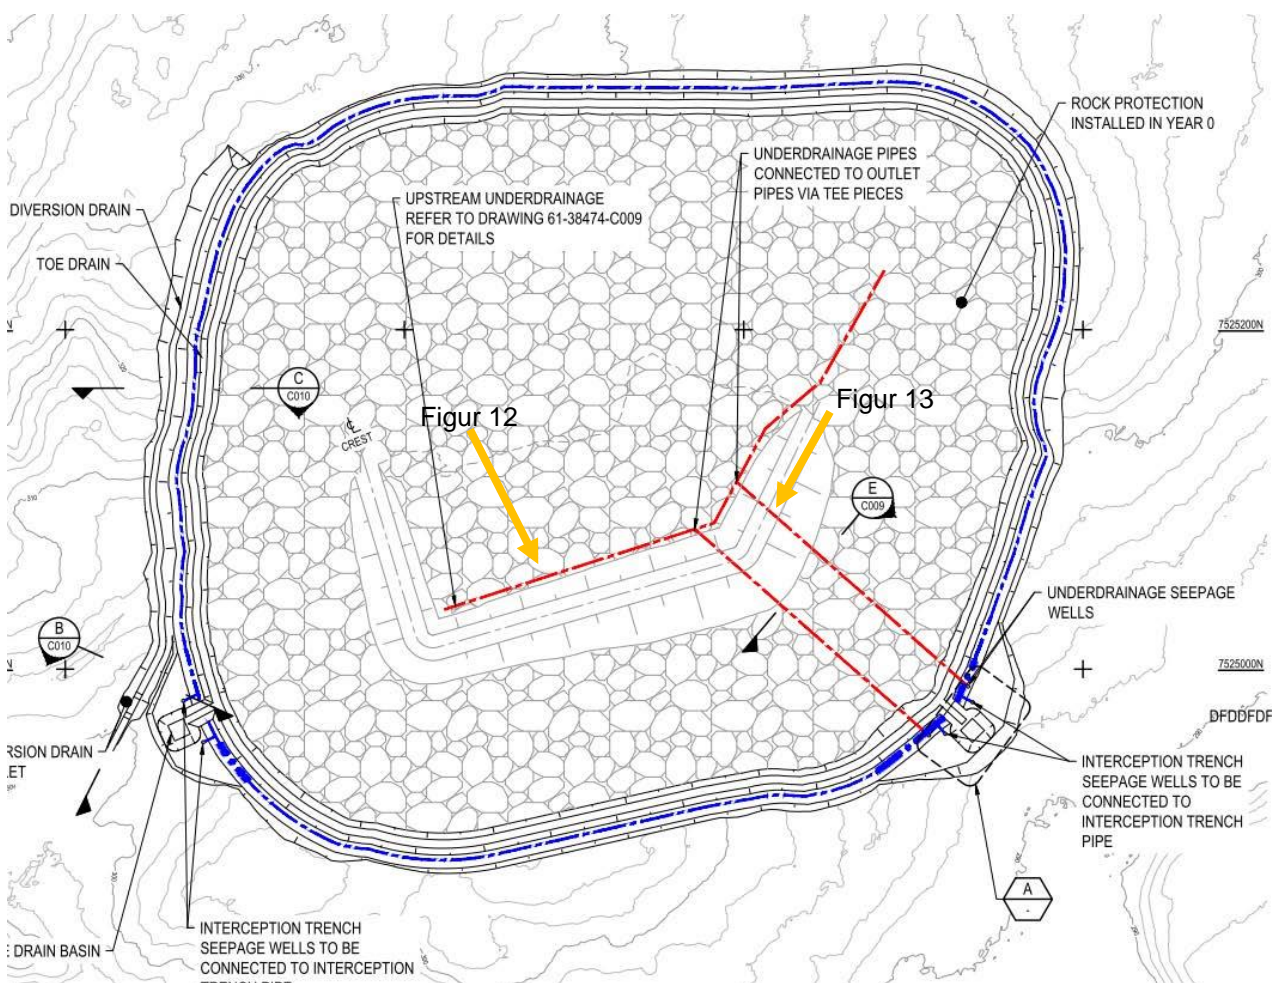 ROCK PROTECTION
INSTALLED IN YEAR 0
UNDERDRAINAGE PIPES
CONNECTED TO OUTLET
PIPES VIA TEE PIECES
UPSTREAM UNDERDRAINAGE
REFER TO DRAWING 61-38474-C009
FOR DETAILS
DIVERSION DRAIN
TOE DRAIN
7525200N
C
C010
Figur 12
Figur 13
℄
CREST
E
C009
UNDERDRAINAGE SEEPAGE
WELLS
B
C010
7525000N
DFDDFDF
RSION DRAIN
LET
INTERCEPTION TRENCH
SEEPAGE WELLS TO BE
CONNECTED TO
INTERCEPTION TRENCH
PIPE
A
-
INTERCEPTION TRENCH
SEEPAGE WELLS TO BE
CONNECTED TO INTERCEPTION
E DRAIN BASIN